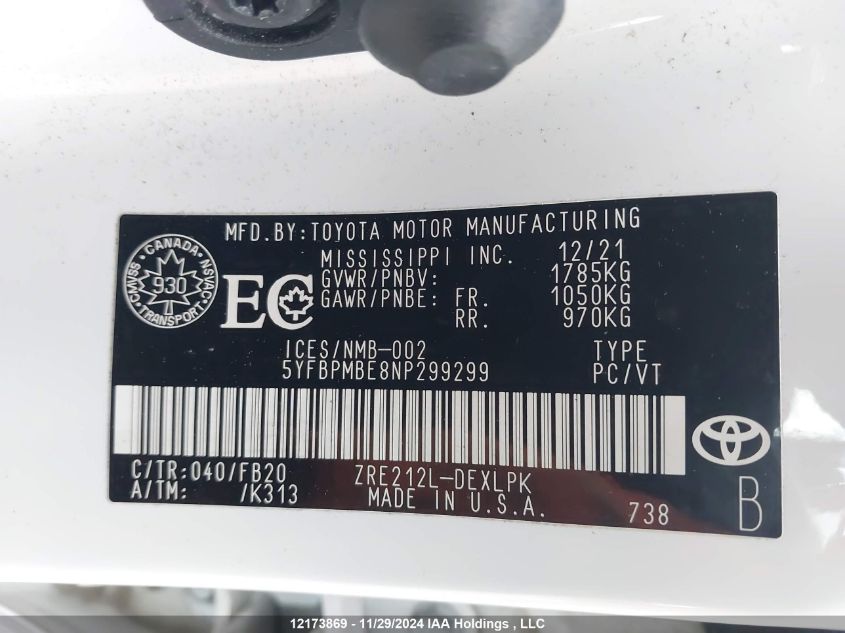 MFD.BY:TOYOTA MOTOR MANUFACTURING
MISSISSIPPI INC. 12/21
GVWR/PNBV: 1785KG
GAWR/PNBE: FR. 1050KG
RR. 970KG
CANADA
CMVSS NSVAC
930
TRANSPORT
EC
ICES/NMB-002 TYPE
5YFBPMBE8NP299299 PC/VT
C/TR:040/FB20 ZRE212L-DEXLPK
A/TM: /K313 MADE IN U.S.A. 738 B
12173869 - 11/29/2024 IAA Holdings , LLC